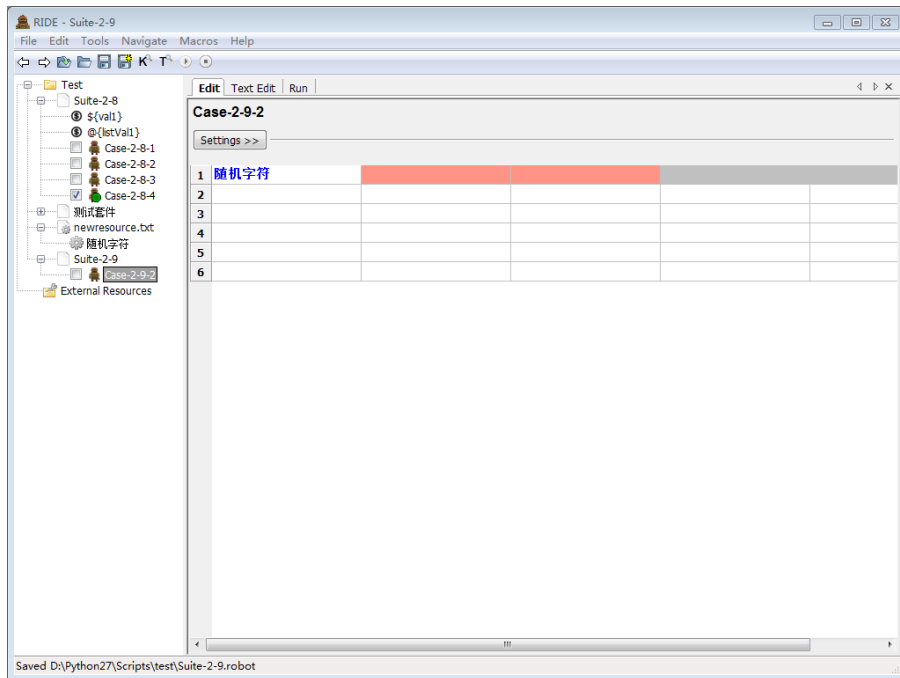 RIDE - Suite-2-9
File Edit Tools Navigate Macros Help
Test
Suite-2-8
${val1}
@{listVal1}
Case-2-8-1
Case-2-8-2
Case-2-8-3
Case-2-8-4
测试套件
newresource.txt
随机字符
Suite-2-9
Case-2-9-2
External Resources
Edit Text Edit Run
Case-2-9-2
Settings >>
1 随机字符
2
3
4
5
6
Saved D:\Python27\Scripts\test\Suite-2-9.robot